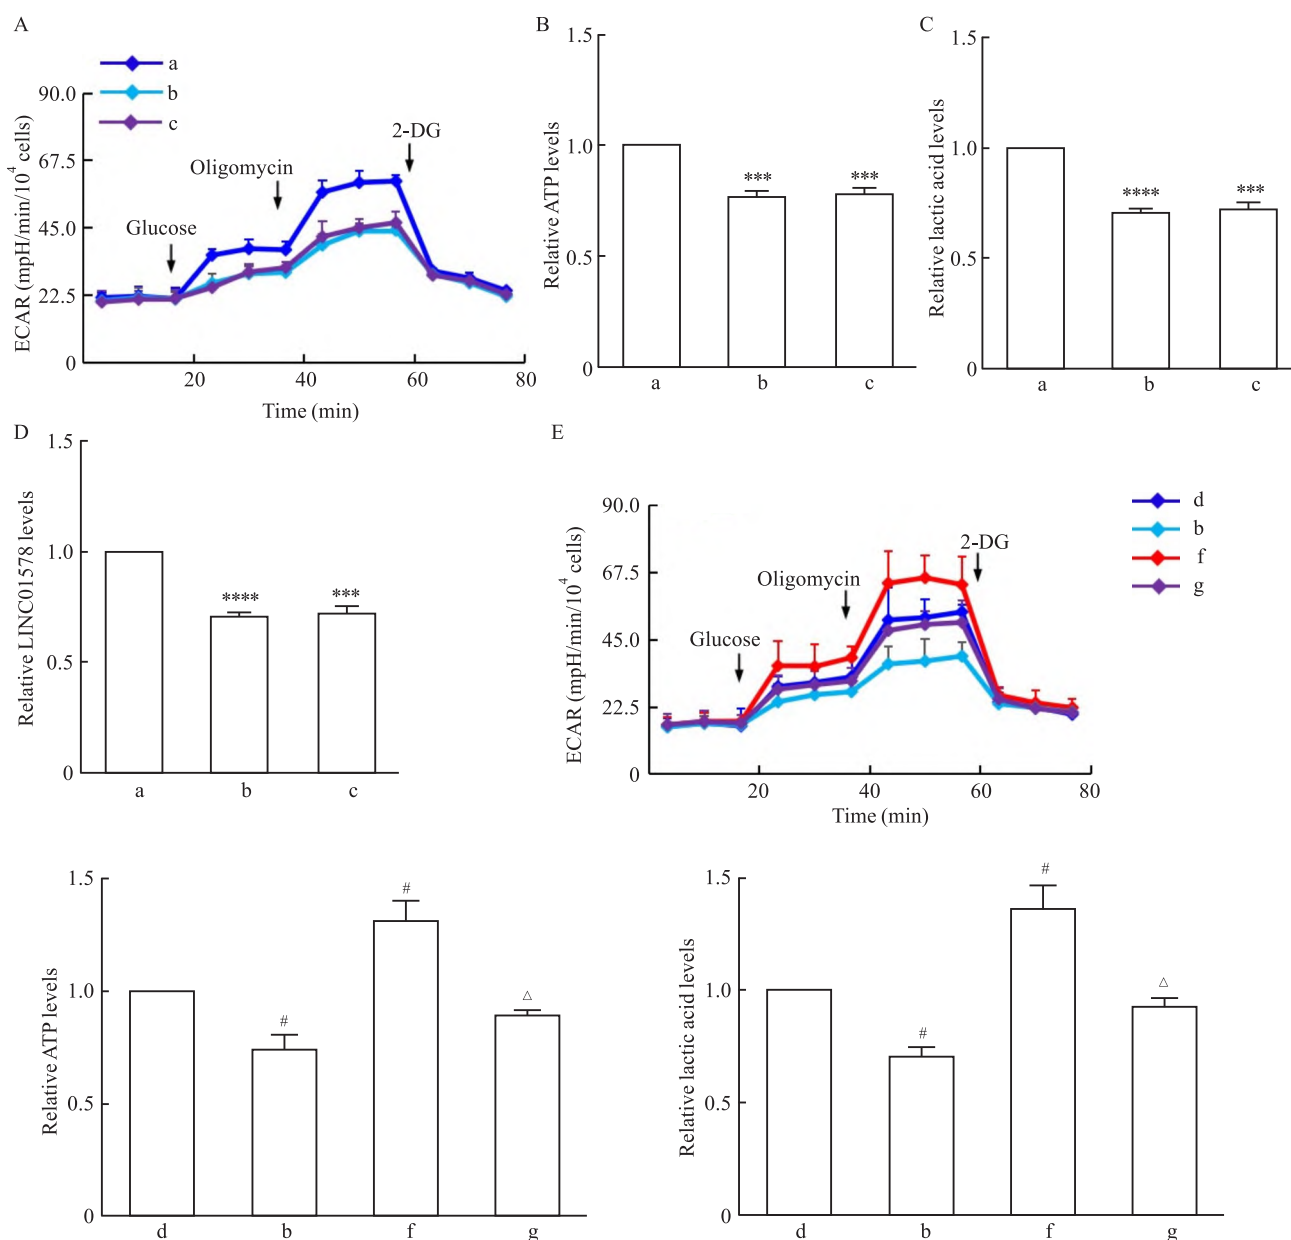 A
a
b
c
ECAR (mpH/min/10⁴ cells)
90.0
67.5
45.0
22.5
0
Glucose
Oligomycin
2-DG
20
40
60
80
Time (min)
B
Relative ATP levels
1.5
1.0
0.5
0
***
***
a
b
c
C
Relative lactic acid levels
1.5
1.0
0.5
0
****
***
a
b
c
D
Relative LINC01578 levels
1.5
1.0
0.5
0
****
***
a
b
c
E
d
b
f
g
ECAR (mpH/min/10⁴ cells)
90.0
67.5
45.0
22.5
0
Glucose
Oligomycin
2-DG
20
40
60
80
Time (min)
Relative ATP levels
1.5
1.0
0.5
0
#
#
△
d
b
f
g
Relative lactic acid levels
1.5
1.0
0.5
0
#
#
△
d
b
f
g